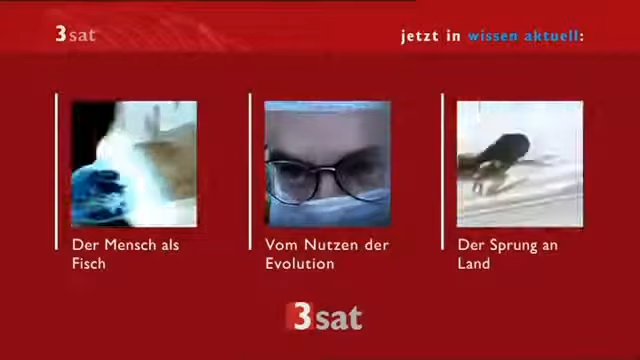 3sat
jetzt in wissen aktuell:
Der Mensch als
Fisch
Vom Nutzen der
Evolution
Der Sprung an
Land
3sat